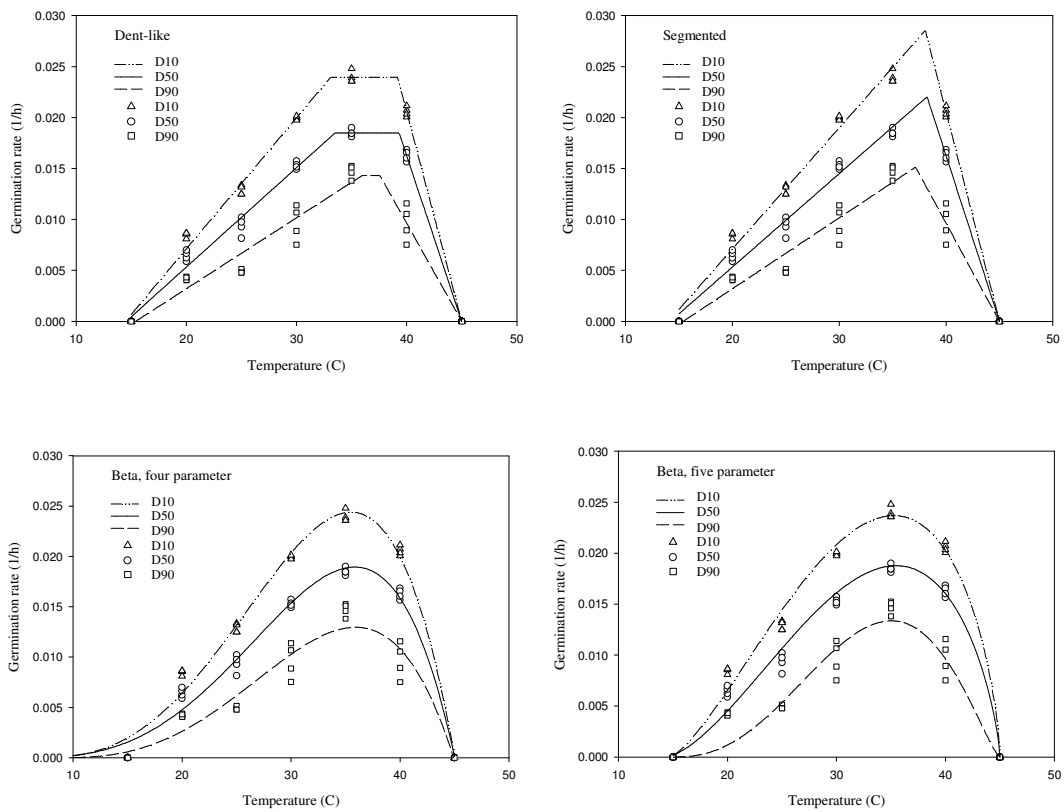 Dent-like
D10
D50
D90
D10
D50
D90
Germination rate (1/h)
0.030
0.025
0.020
0.015
0.010
0.005
0.000
20 30 40 50
Temperature (C)
Segmented
D10
D50
D90
D10
D50
D90
Germination rate (1/h)
0.030
0.025
0.020
0.015
0.010
0.005
0.000
20 30 40 50
Temperature (C)
Beta, four parameter
D10
D50
D90
D10
D50
D90
Germination rate (1/h)
0.030
0.025
0.020
0.015
0.010
0.005
0.000
10 20 30 40 50
Temperature (C)
Beta, five parameter
D10
D50
D90
D10
D50
D90
Germination rate (1/h)
0.030
0.025
0.020
0.015
0.010
0.005
0.000
10 20 30 40 50
Temperature (C)